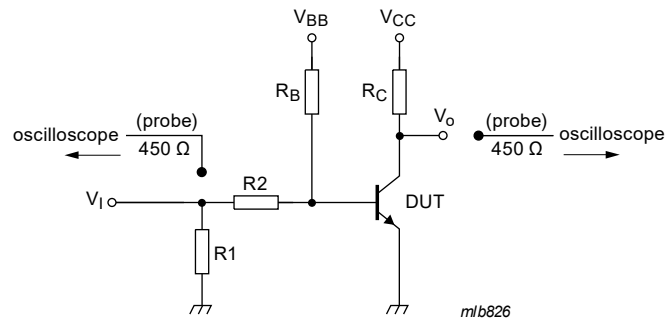 V_BB V_CC
R_B R_C
(probe) V_o (probe)
oscilloscope oscilloscope
450 Ω 450 Ω
R2 DUT
V_I
R1
mlb826